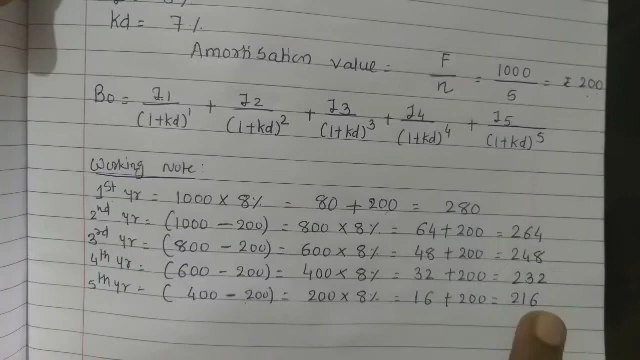 Kd = 7 %
Amortisation value = F/n = 1000/5 = ₹ 200
B0 = I1/(1+kd)^1 + I2/(1+kd)^2 + I3/(1+kd)^3 + I4/(1+kd)^4 + I5/(1+kd)^5
Working Note:
1st yr = 1000 × 8% = 80 + 200 = 280
2nd yr = (1000 - 200) = 800 × 8% = 64 + 200 = 264
3rd yr = (800 - 200) = 600 × 8% = 48 + 200 = 248
4th yr = (600 - 200) = 400 × 8% = 32 + 200 = 232
5th yr = ( 400 - 200) = 200 × 8% = 16 + 200 = 216